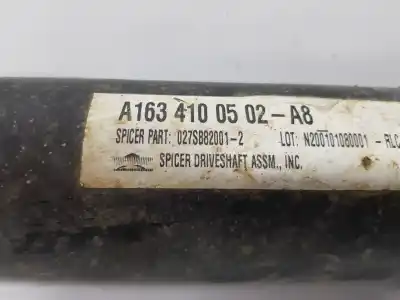 A163 410 05 02-A8
SPICER PART: 027S882001-2 LOT: N200101080001 - RLC
SPICER DRIVESHAFT ASSM., INC.